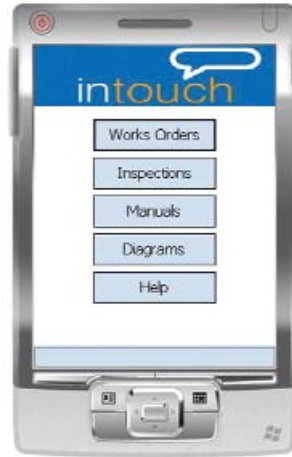 intouch
Works Orders
Inspections
Manuals
Diagrams
Help